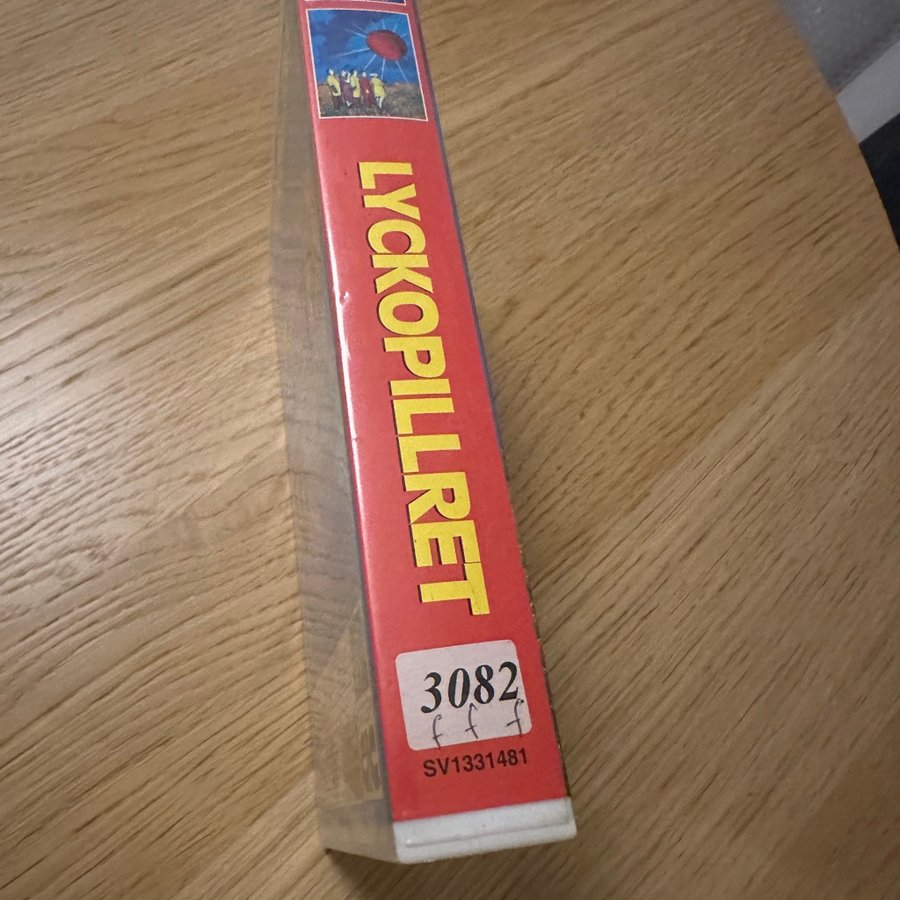 LYCKOPILLRET
3082
f f f
SV1331481